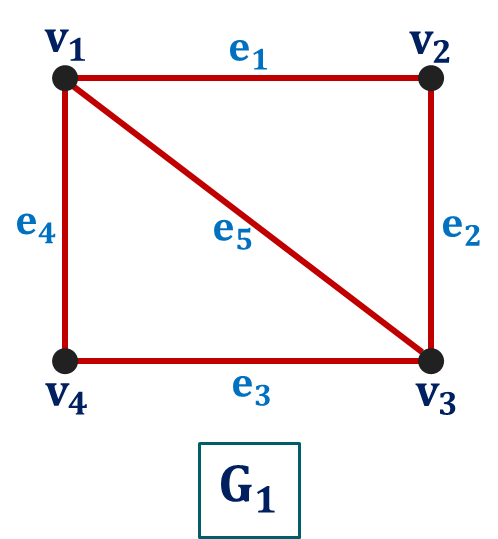 v₁ e₁ v₂
e₄ e₅ e₂
v₄ e₃ v₃
G₁